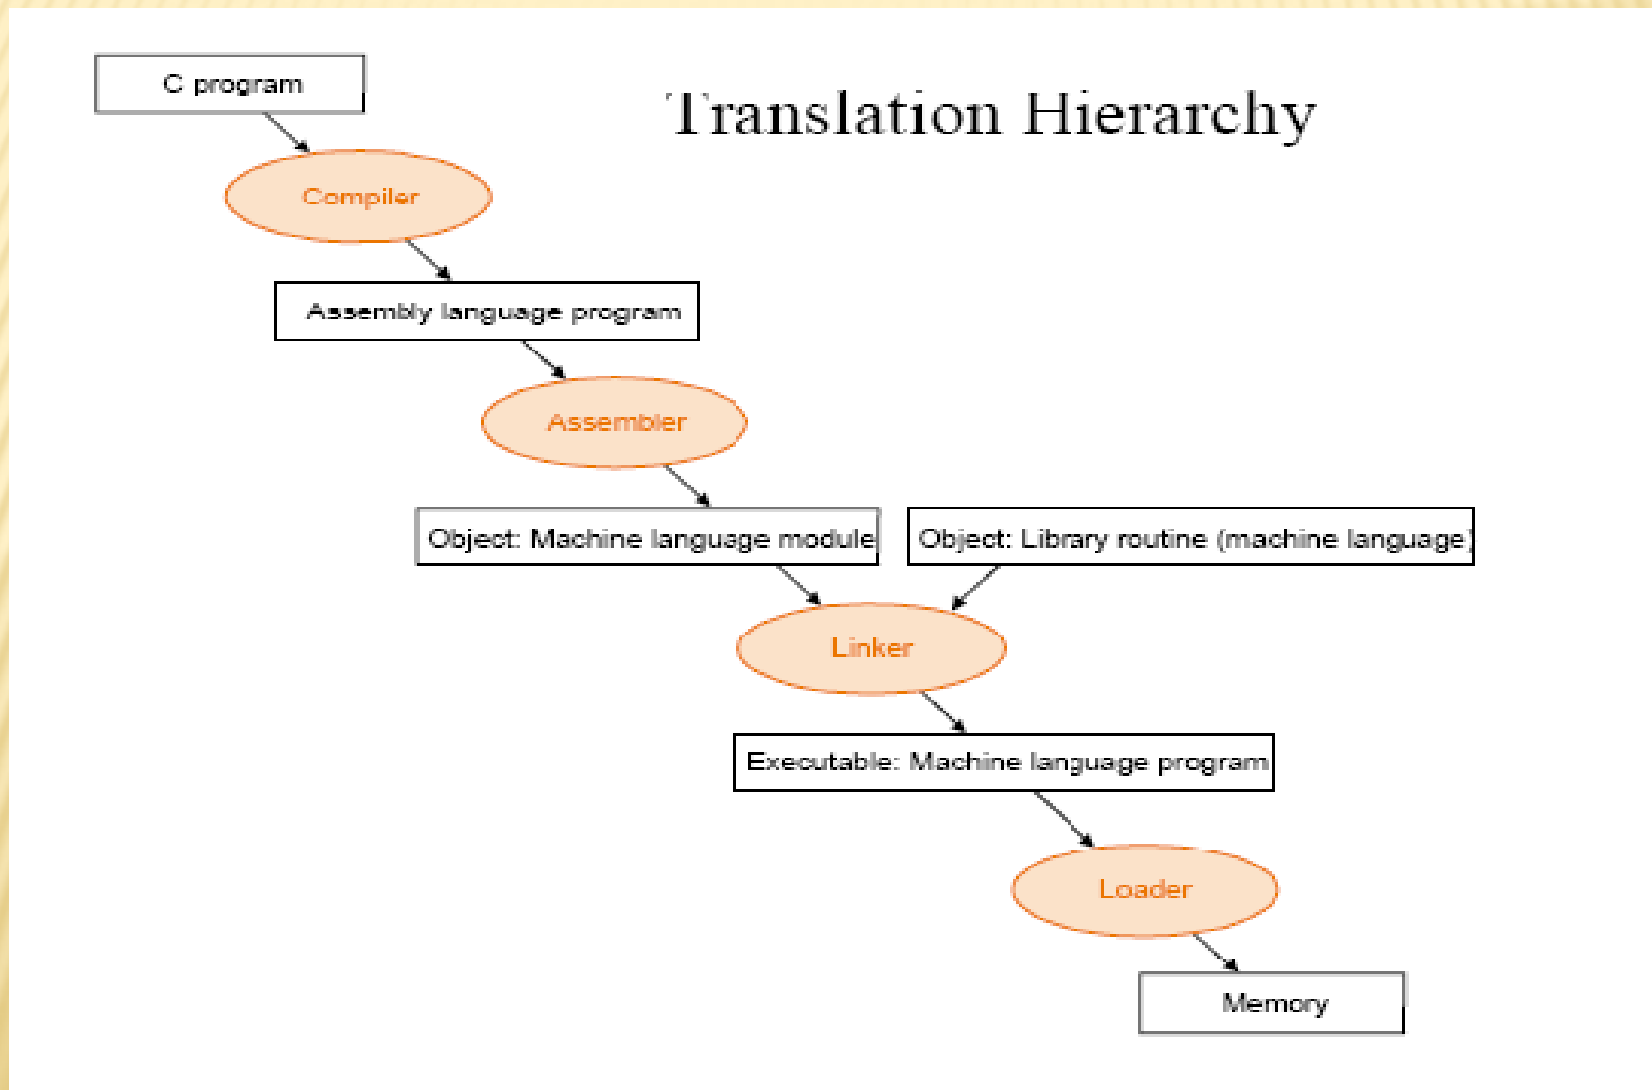 Translation Hierarchy
C program
Compiler
Assembly language program
Assembler
Object: Machine language module
Object: Library routine (machine language)
Linker
Executable: Machine language program
Loader
Memory